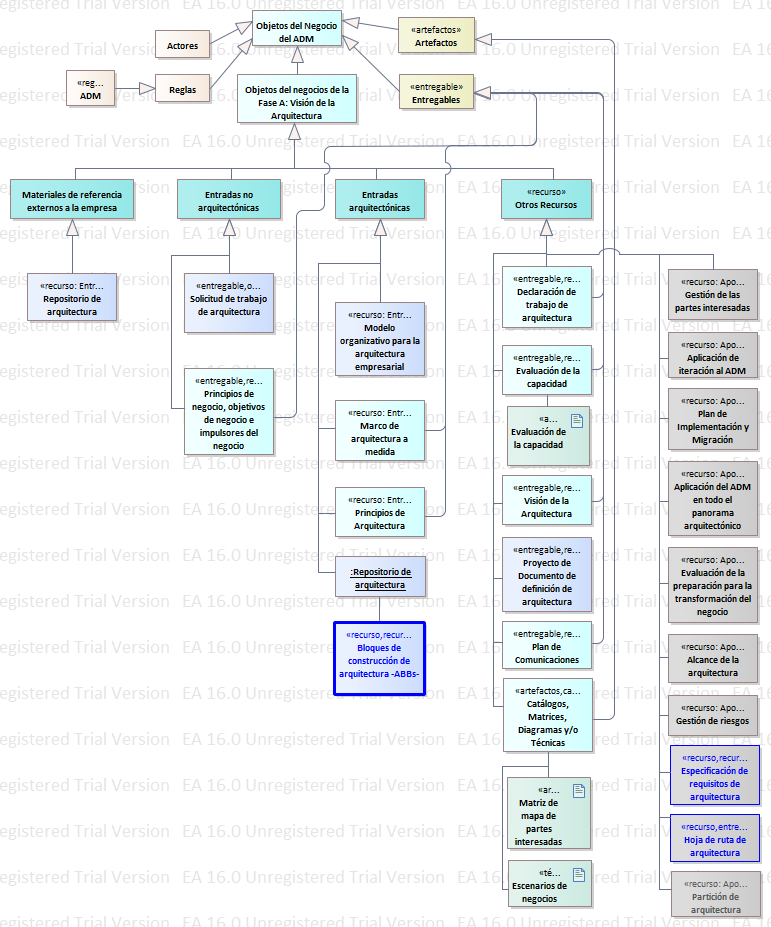 Objetos del Negocio
del ADM
«artefactos»
Artefactos
Actores
«reg...
ADM
Reglas
Objetos del negocios de la
Fase A: Visión de la
Arquitectura
«entregable»
Entregables
Materiales de referencia
externos a la empresa
Entradas no
arquitectónicas
Entradas
arquitectónicas
«recurso»
Otros Recursos
«recurso: Entr...
Repositorio de
arquitectura
«entregable,o...
Solicitud de trabajo
de arquitectura
«entregable,re...
Principios de
negocio, objetivos
de negocio e
impulsores del
negocio
«recurso: Entr...
Modelo
organizativo para la
arquitectura
empresarial
«recurso: Entr...
Marco de
arquitectura a
medida
«recurso: Entr...
Principios de
Arquitectura
:Repositorio de
arquitectura
«recurso,recur...
Bloques de
construcción de
arquitectura -ABBs-
«entregable,re...
Declaración de
trabajo de
arquitectura
«entregable,re...
Evaluación de la
capacidad
«a...
Evaluación de
la capacidad
«entregable,re...
Visión de la
Arquitectura
«entregable,re...
Proyecto de
Documento de
definición de
arquitectura
«entregable,re...
Plan de
Comunicaciones
«artefactos,ca...
Catálogos,
Matrices,
Diagramas y/o
Técnicas
«ar...
Matriz de
mapa de
partes
interesadas
«té...
Escenarios de
negocios
«recurso: Apo...
Gestión de las
partes interesadas
«recurso: Apo...
Aplicación de
iteración al ADM
«recurso: Apo...
Plan de
Implementación y
Migración
«recurso: Apo...
Aplicación del ADM
en todo el
panorama
arquitectónico
«recurso: Apo...
Evaluación de la
preparación para la
transformación del
negocio
«recurso: Apo...
Alcance de la
arquitectura
«recurso: Apo...
Gestión de riesgos
«recurso,recur...
Especificación de
requisitos de
arquitectura
«recurso,entre...
Hoja de ruta de
arquitectura
«recurso: Apo...
Partición de
arquitectura
EA 16.0 Unregistered Trial Version